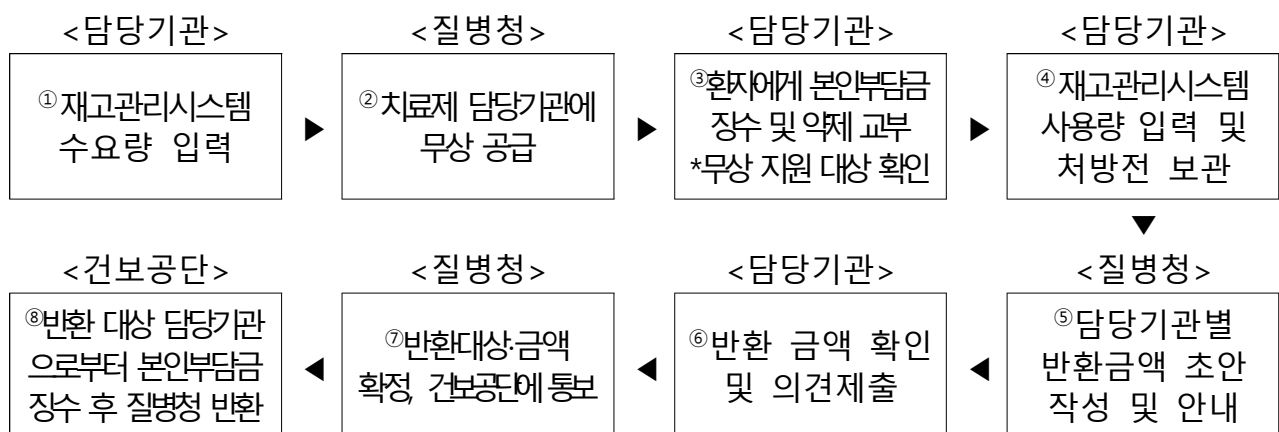 <담당기관>
①재고관리시스템
수요량 입력
▶
<질병청>
②치료제 담당기관에
무상 공급
▶
<담당기관>
③환자에게 본인부담금
징수 및 약제 교부
*무상 지원 대상 확인
▶
<담당기관>
④재고관리시스템
사용량 입력 및
처방전 보관
▼
<질병청>
⑤담당기관별
반환금액 초안
작성 및 안내
◀
<담당기관>
⑥반환 금액 확인
및 의견제출
◀
<질병청>
⑦반환대상·금액
확정, 건보공단에 통보
◀
<건보공단>
⑧반환 대상 담당기관
으로부터 본인부담금
징수 후 질병청 반환